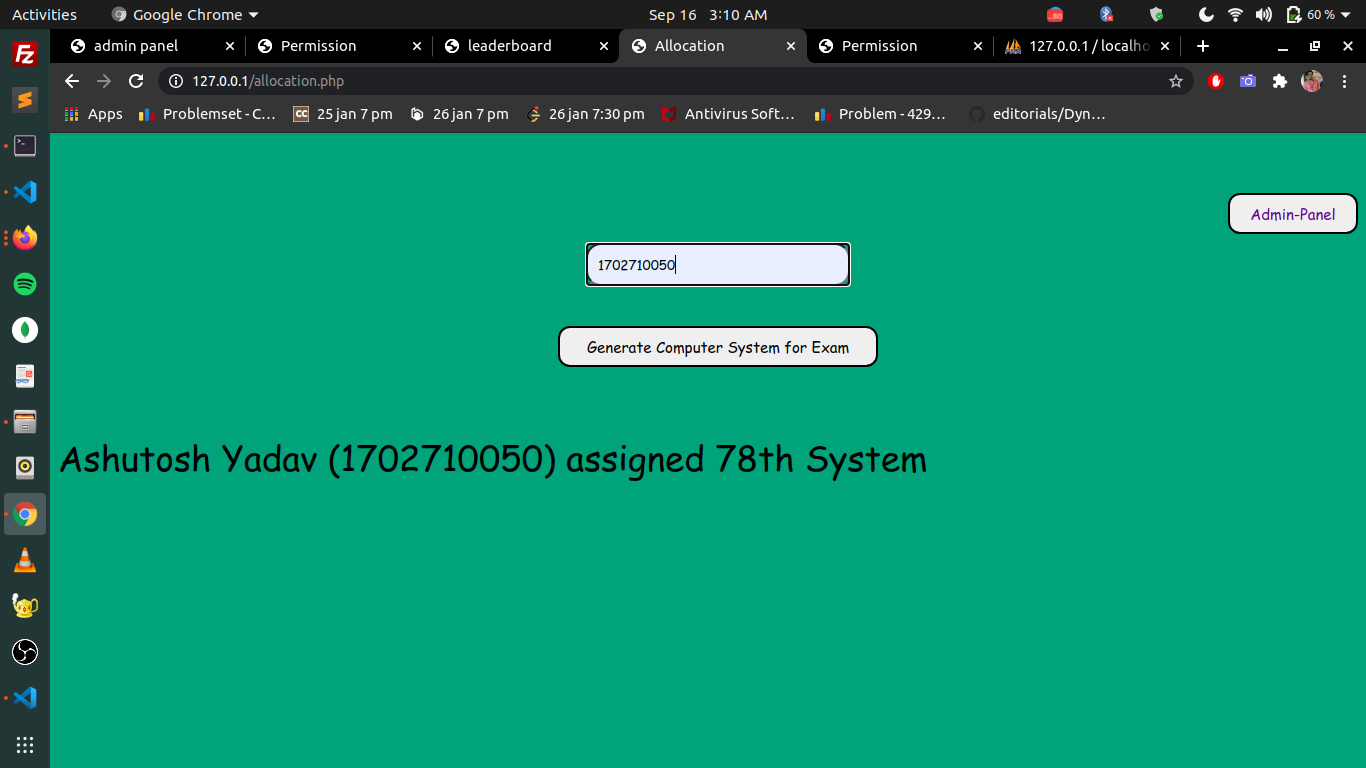 Activities Google Chrome Sep 16 3:10 AM 60 %
admin panel Permission leaderboard Allocation Permission 127.0.0.1 / localho
127.0.0.1/allocation.php
Apps Problemset - C… CC 25 jan 7 pm 26 jan 7 pm 26 jan 7:30 pm Antivirus Soft… Problem - 429… editorials/Dyn…
Admin-Panel
1702710050
Generate Computer System for Exam
Ashutosh Yadav (1702710050) assigned 78th System